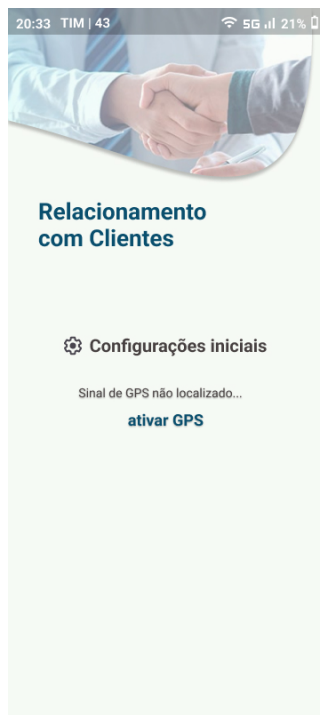 20:33 TIM | 43 5G 21%
Relacionamento
com Clientes
Configurações iniciais
Sinal de GPS não localizado...
ativar GPS